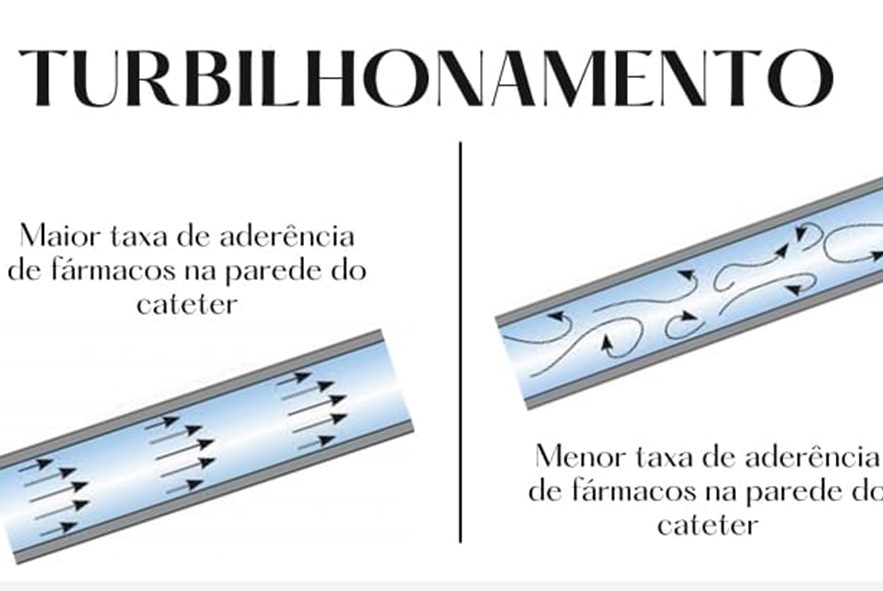 TURBILHONAMENTO
Maior taxa de aderência
de fármacos na parede do
cateter
Menor taxa de aderência
de fármacos na parede do
cateter